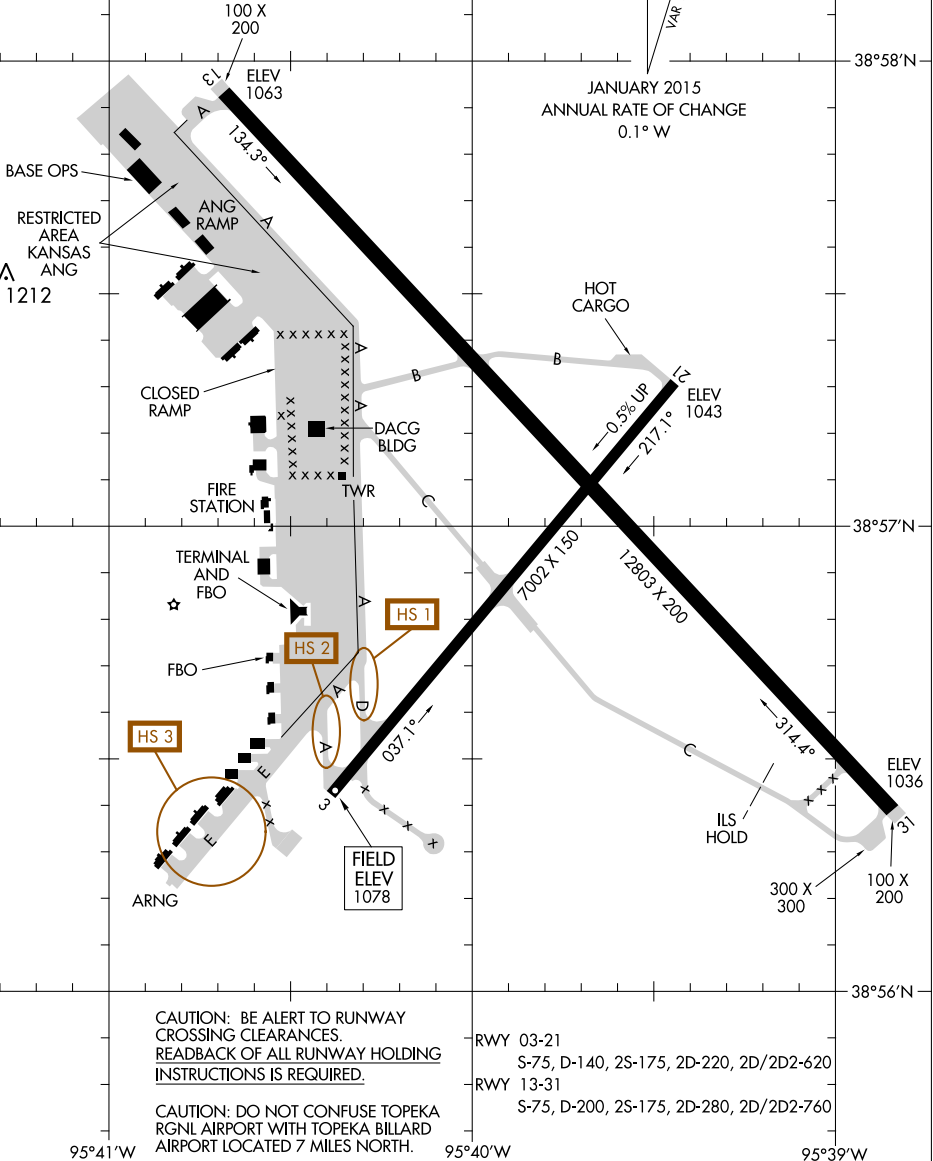 100 X
200
VAR
38°58'N
13
ELEV
1063
JANUARY 2015
ANNUAL RATE OF CHANGE
0.1° W
A
134.3°
BASE OPS
ANG
RAMP
A
RESTRICTED
AREA
KANSAS
ANG
1212
HOT
CARGO
X X X X X X
A
B
B
21
ELEV
1043
0.5% UP
217.1°
CLOSED
RAMP
A
DACG
BLDG
TWR
C
FIRE
STATION
38°57'N
7002 X 150
12803 X 200
TERMINAL
AND
FBO
A
HS 1
HS 2
FBO
A
D
HS 3
A
037.1°
C
314.4°
ELEV
1036
E
3
31
ILS
HOLD
E
FIELD
ELEV
1078
300 X
300
100 X
200
ARNG
38°56'N
CAUTION: BE ALERT TO RUNWAY
CROSSING CLEARANCES.
READBACK OF ALL RUNWAY HOLDING
INSTRUCTIONS IS REQUIRED.
CAUTION: DO NOT CONFUSE TOPEKA
RGNL AIRPORT WITH TOPEKA BILLARD
AIRPORT LOCATED 7 MILES NORTH.
RWY 03-21
S-75, D-140, 2S-175, 2D-220, 2D/2D2-620
RWY 13-31
S-75, D-200, 2S-175, 2D-280, 2D/2D2-760
95°41'W
95°40'W
95°39'W